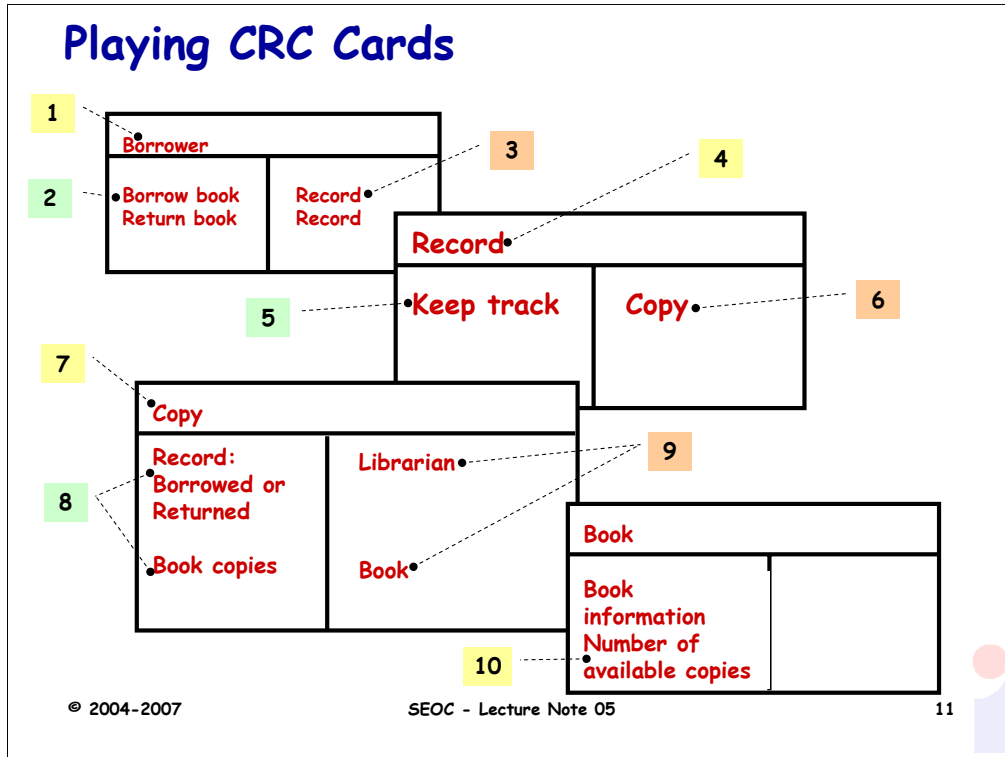 Playing CRC Cards
1
Borrower
3
4
2
Borrow book
Return book
Record
Record
Record
5
Keep track
Copy
6
7
Copy
8
Record:
Borrowed or
Returned
Book copies
Librarian
Book
9
Book
Book
information
Number of
available copies
10
© 2004-2007
SEOC - Lecture Note 05
11